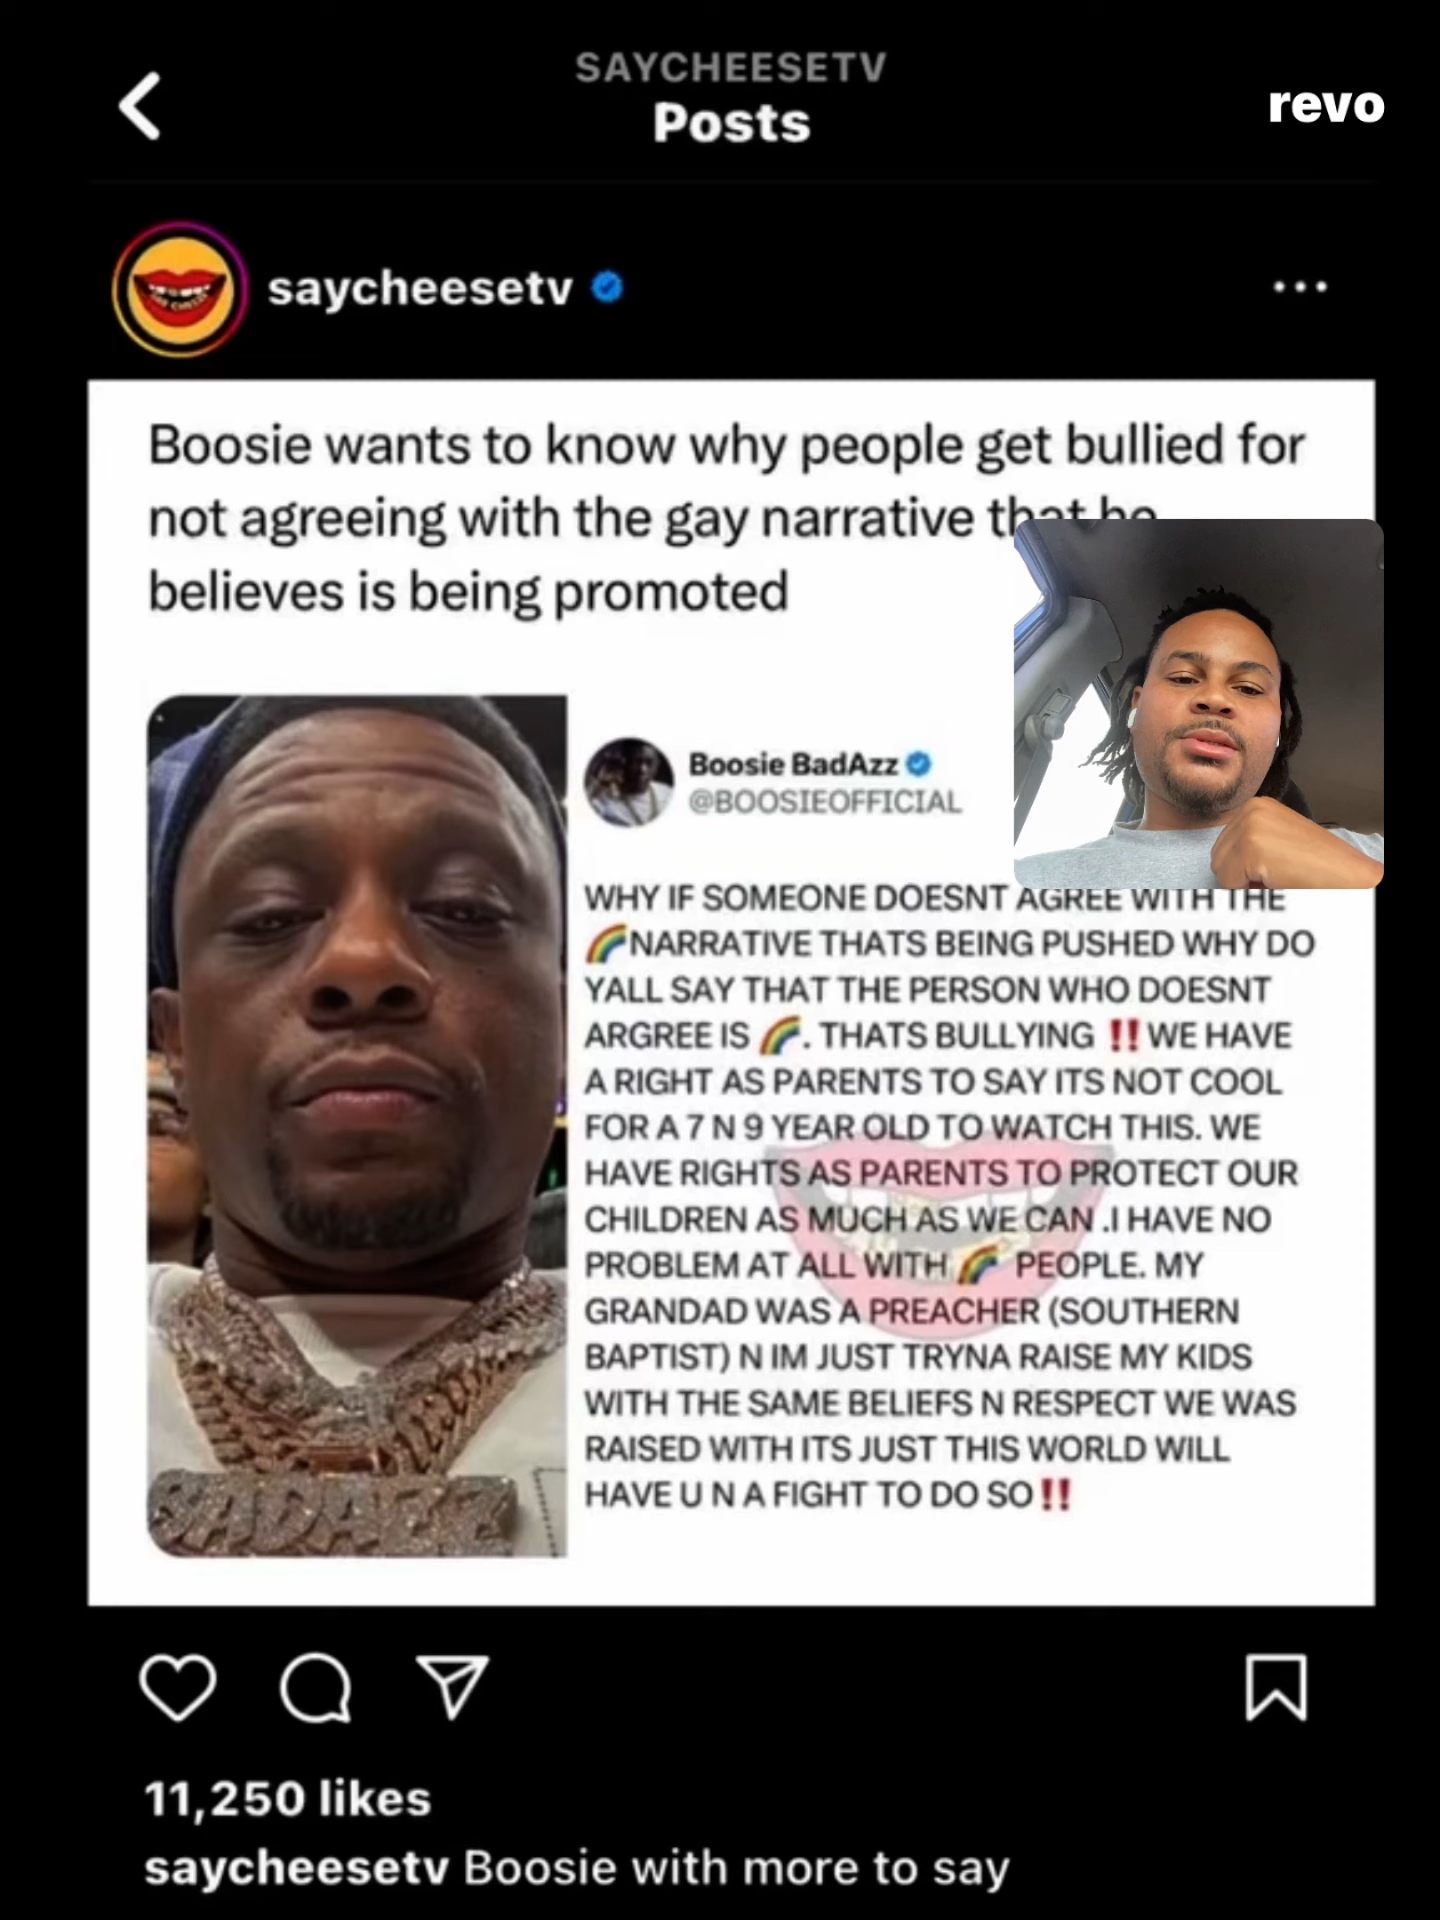 SAYCHEESETV
Posts
revo
saycheesetv
Boosie wants to know why people get bullied for
not agreeing with the gay narrative that he
believes is being promoted
Boosie BadAzz
@BOOSIEOFFICIAL
WHY IF SOMEONE DOESNT AGREE WITH THE
🌈NARRATIVE THATS BEING PUSHED WHY DO
YALL SAY THAT THE PERSON WHO DOESNT
ARGREE IS 🌈. THATS BULLYING ‼️WE HAVE
A RIGHT AS PARENTS TO SAY ITS NOT COOL
FOR A 7 N 9 YEAR OLD TO WATCH THIS. WE
HAVE RIGHTS AS PARENTS TO PROTECT OUR
CHILDREN AS MUCH AS WE CAN .I HAVE NO
PROBLEM AT ALL WITH 🌈 PEOPLE. MY
GRANDAD WAS A PREACHER (SOUTHERN
BAPTIST) N IM JUST TRYNA RAISE MY KIDS
WITH THE SAME BELIEFS N RESPECT WE WAS
RAISED WITH ITS JUST THIS WORLD WILL
HAVE U N A FIGHT TO DO SO‼️
BADAZZ
11,250 likes
saycheesetv Boosie with more to say